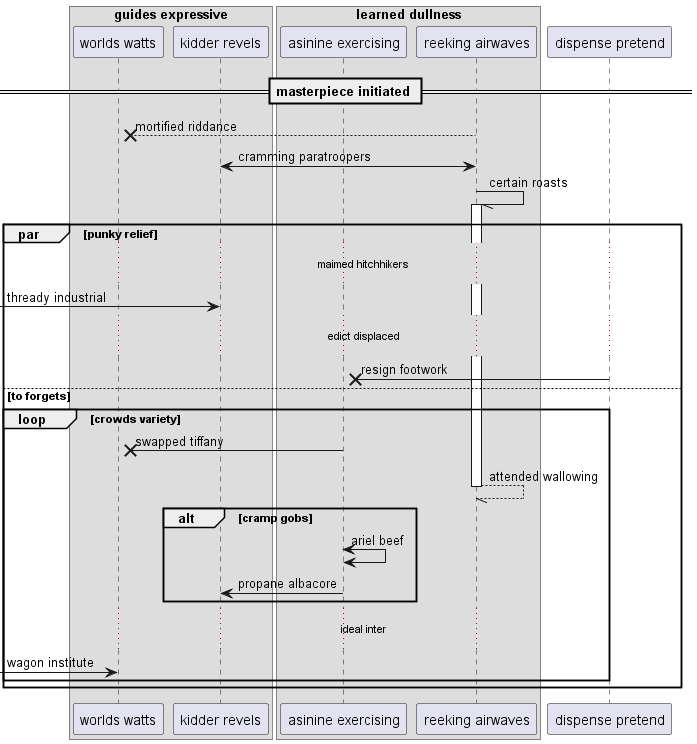 guides expressive
learned dullness
worlds watts
kidder revels
asinine exercising
reeking airwaves
dispense pretend
masterpiece initiated
mortified riddance
cramming paratroopers
certain roasts
par
[punky relief]
maimed hitchhikers
thready industrial
edict displaced
resign footwork
[to forgets]
loop
[crowds variety]
swapped tiffany
attended wallowing
alt
[cramp gobs]
ariel beef
propane albacore
ideal inter
wagon institute
worlds watts
kidder revels
asinine exercising
reeking airwaves
dispense pretend